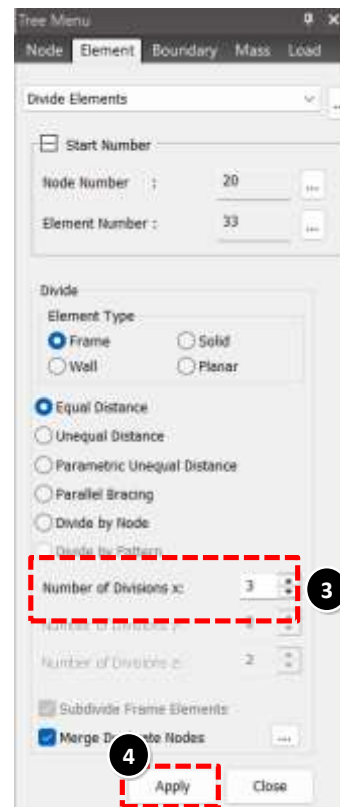 Tree Menu
Node Element Boundary Mass Load
Divide Elements
Start Number
Node Number : 20 ...
Element Number : 33 ...
Divide
Element Type
Frame Solid
Wall Planar
Equal Distance
Unequal Distance
Parametric Unequal Distance
Parallel Bracing
Divide by Node
Divide by Pattern
Number of Divisions x: 3
3
Number of Divisions
Number of Divisions z: 2
Subdivide Frame Elements
Merge Nodes ...
4
Apply Close